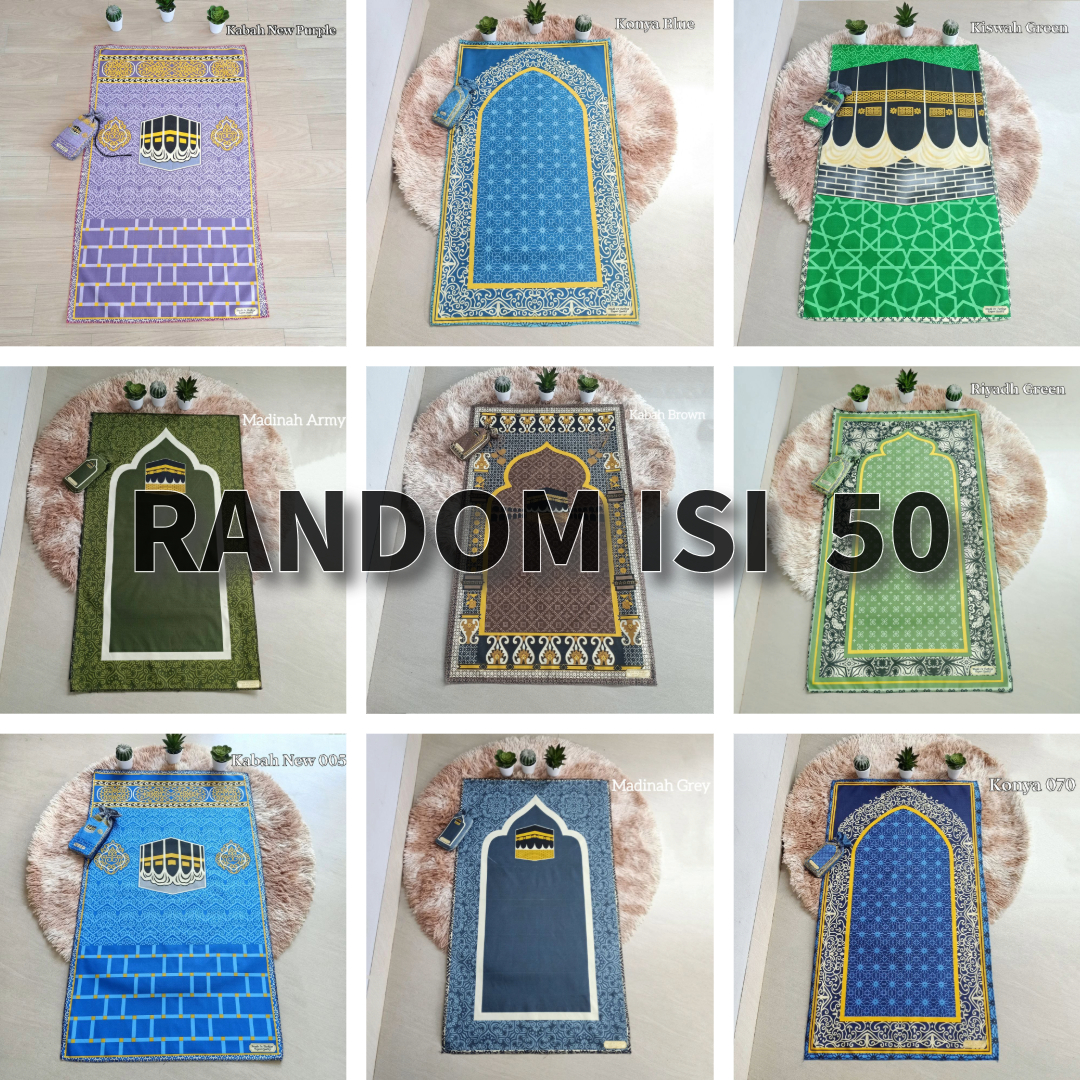 Kabah New Purple
Konya Blue
Kiswah Green
Madinah Army
Kabah Brown
Riyadh Green
RANDOM ISI 50
Kabah New 005
Madinah Grey
Konya 070